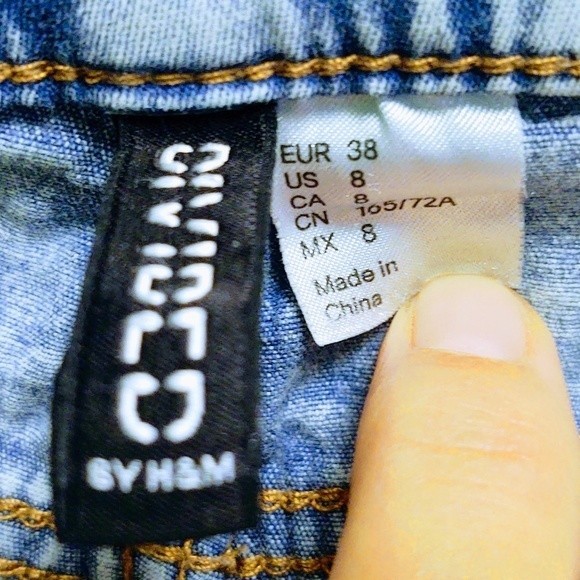 DIVIDED
BY H&M
EUR 38
US 8
CA 8
CN 165/72A
MX 8
Made in
China